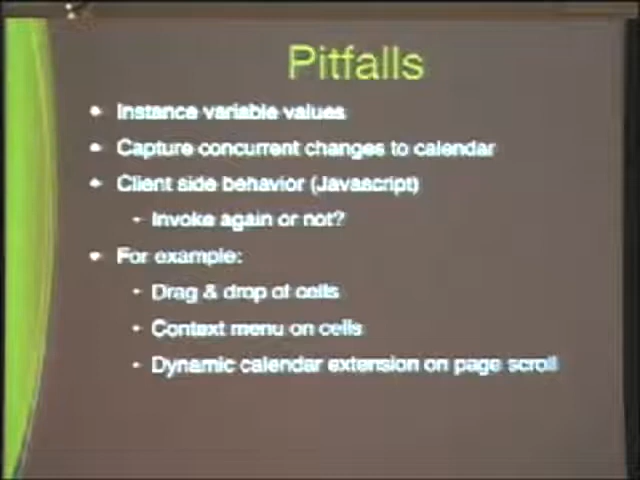 Pitfalls
Instance variable values
Capture concurrent changes to calendar
Client side behavior (Javascript)
Invoke again or not?
For example:
Drag & drop of cells
Context menu on cells
Dynamic calendar extension on page scroll